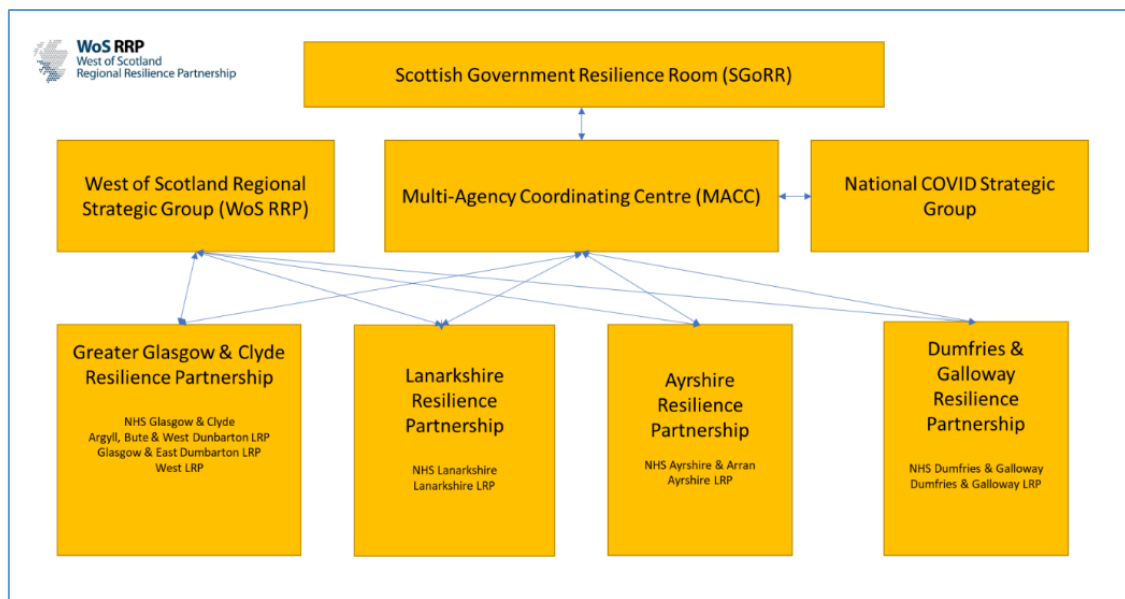 WoS RRP
West of Scotland
Regional Resilience Partnership
Scottish Government Resilience Room (SGoRR)
West of Scotland Regional
Strategic Group (WoS RRP)
Multi-Agency Coordinating Centre (MACC)
National COVID Strategic
Group
Greater Glasgow & Clyde
Resilience Partnership
NHS Glasgow & Clyde
Argyll, Bute & West Dunbarton LRP
Glasgow & East Dumbarton LRP
West LRP
Lanarkshire
Resilience
Partnership
NHS Lanarkshire
Lanarkshire LRP
Ayrshire
Resilience
Partnership
NHS Ayrshire & Arran
Ayrshire LRP
Dumfries &
Galloway
Resilience
Partnership
NHS Dumfries & Galloway
Dumfries & Galloway LRP